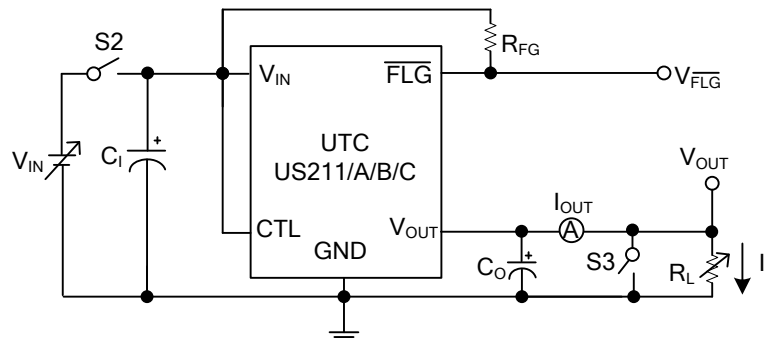 S2
R_FG
V_IN
FLG
V_FLG
V_IN
C_I
+
UTC
US211/A/B/C
V_OUT
I_OUT
CTL
V_OUT
A
GND
C_O
+
S3
R_L
I